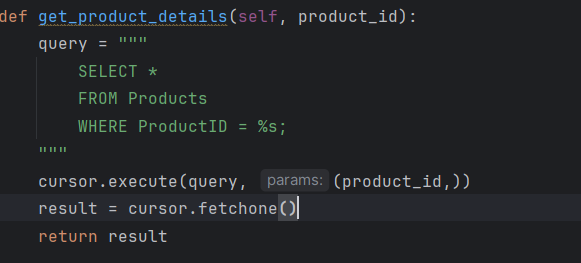 def get_product_details(self, product_id):
    query = """
        SELECT *
        FROM Products
        WHERE ProductID = %s;
    """
    cursor.execute(query, params: (product_id,))
    result = cursor.fetchone()
    return result